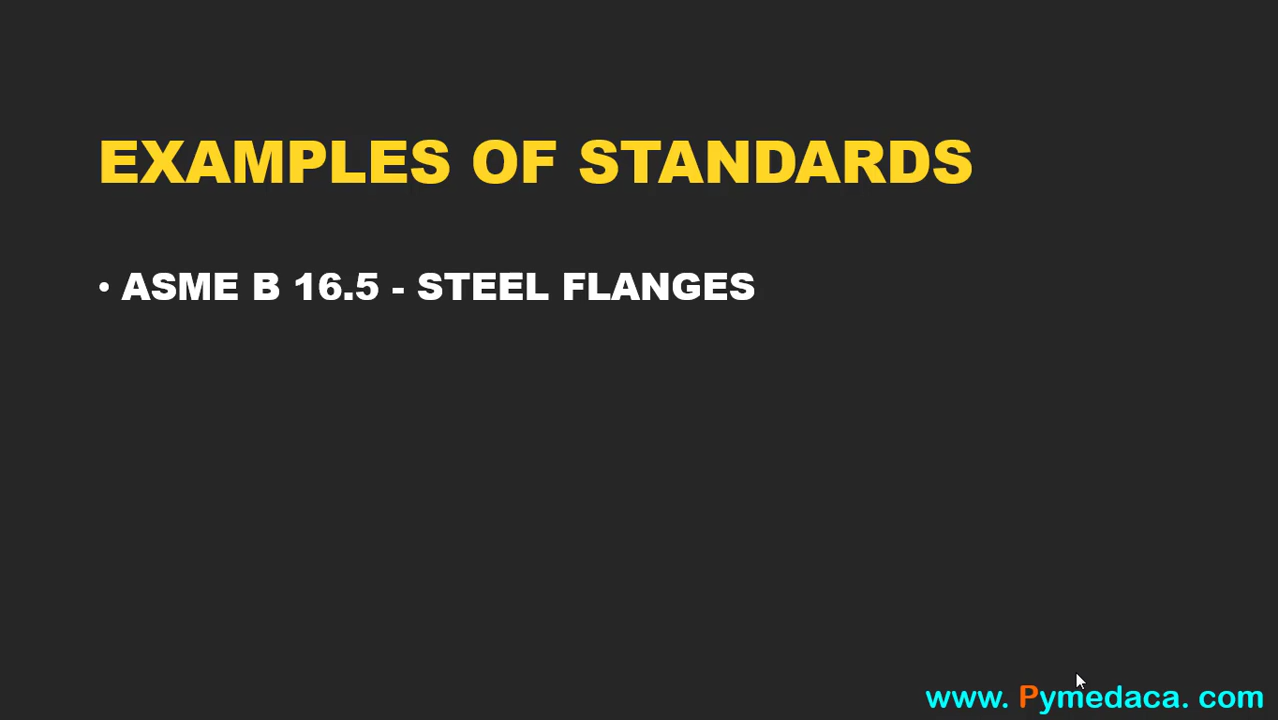 EXAMPLES OF STANDARDS
• ASME B 16.5 - STEEL FLANGES
www. Pymedaca. com